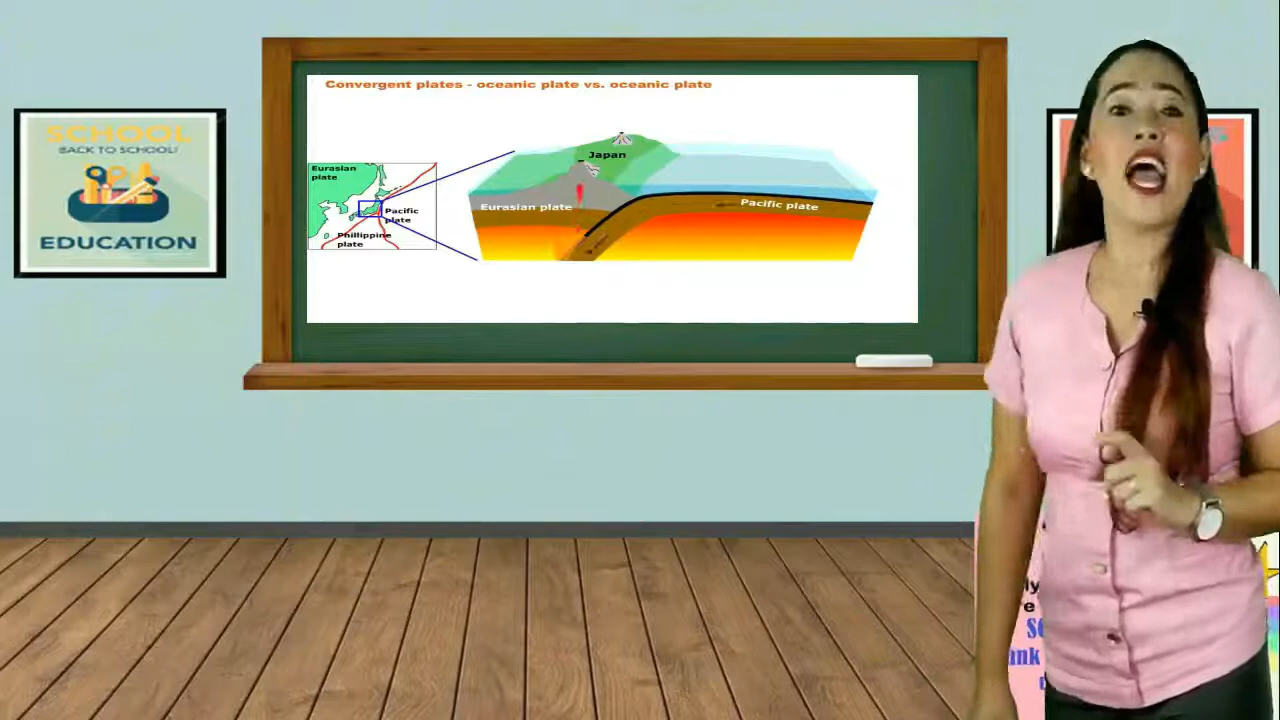 SCHOOL
BACK TO SCHOOL!
EDUCATION
Convergent plates - oceanic plate vs. oceanic plate
Eurasian
plate
Pacific
plate
Phillippine
plate
Japan
Eurasian plate
Pacific plate